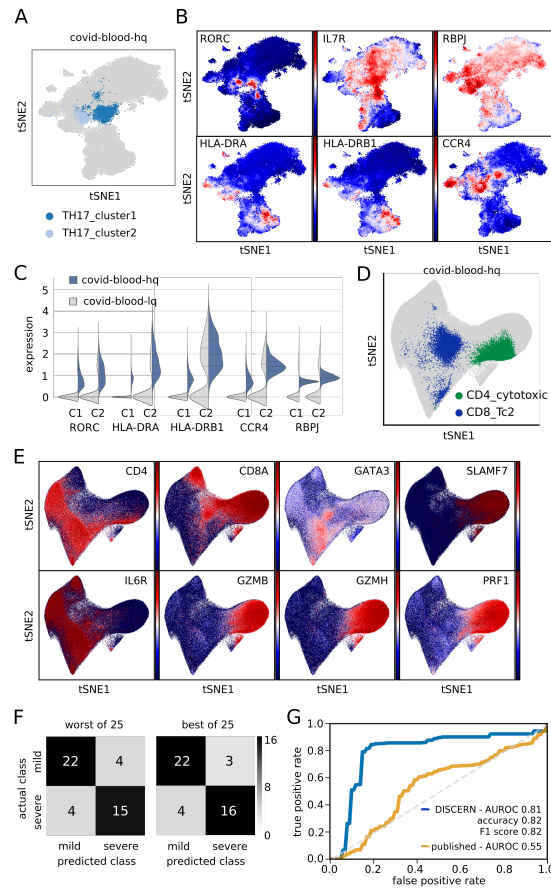 A
covid-blood-hq
tSNE2
tSNE1
TH17_cluster1
TH17_cluster2
B
RORC
IL7R
RBPJ
HLA-DRA
HLA-DRB1
CCR4
tSNE2
tSNE1
tSNE1
tSNE1
C
covid-blood-hq
covid-blood-lq
expression
5
4
3
2
1
0
C1 C2 C1 C2 C1 C2 C1 C2 C1 C2
RORC HLA-DRA HLA-DRB1 CCR4 RBPJ
D
covid-blood-hq
tSNE2
CD4_cytotoxic
CD8_Tc2
tSNE1
E
CD4
CD8A
GATA3
SLAMF7
tSNE2
IL6R
GZMB
GZMH
PRF1
tSNE2
tSNE1
tSNE1
tSNE1
tSNE1
F
worst of 25
best of 25
actual class
mild
severe
22 4
4 15
22 3
4 16
16
8
0
mild severe
predicted class
mild severe
predicted class
G
true positive rate
1.0
0.8
0.6
0.4
0.2
0.0
DISCERN - AUROC 0.81
accuracy 0.82
F1 score 0.82
published - AUROC 0.55
0.0 0.2 0.4 0.6 0.8 1.0
false positive rate